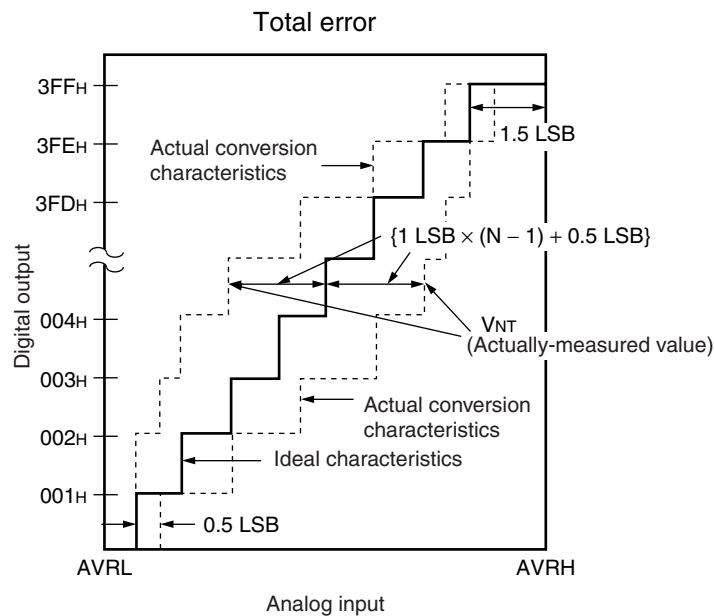 Total error
3FFH
3FEH
3FDH
004H
003H
002H
001H
Digital output
Actual conversion
characteristics
1.5 LSB
{1 LSB × (N − 1) + 0.5 LSB}
VNT
(Actually-measured value)
Actual conversion
characteristics
Ideal characteristics
0.5 LSB
AVRL
AVRH
Analog input